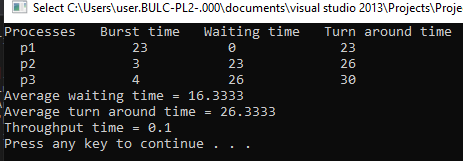 Select C:\Users\user.BULC-PL2-.000\documents\visual studio 2013\Projects\Proje
Processes Burst time Waiting time Turn around time
p1 23 0 23
p2 3 23 26
p3 4 26 30
Average waiting time = 16.3333
Average turn around time = 26.3333
Throughput time = 0.1
Press any key to continue . . .